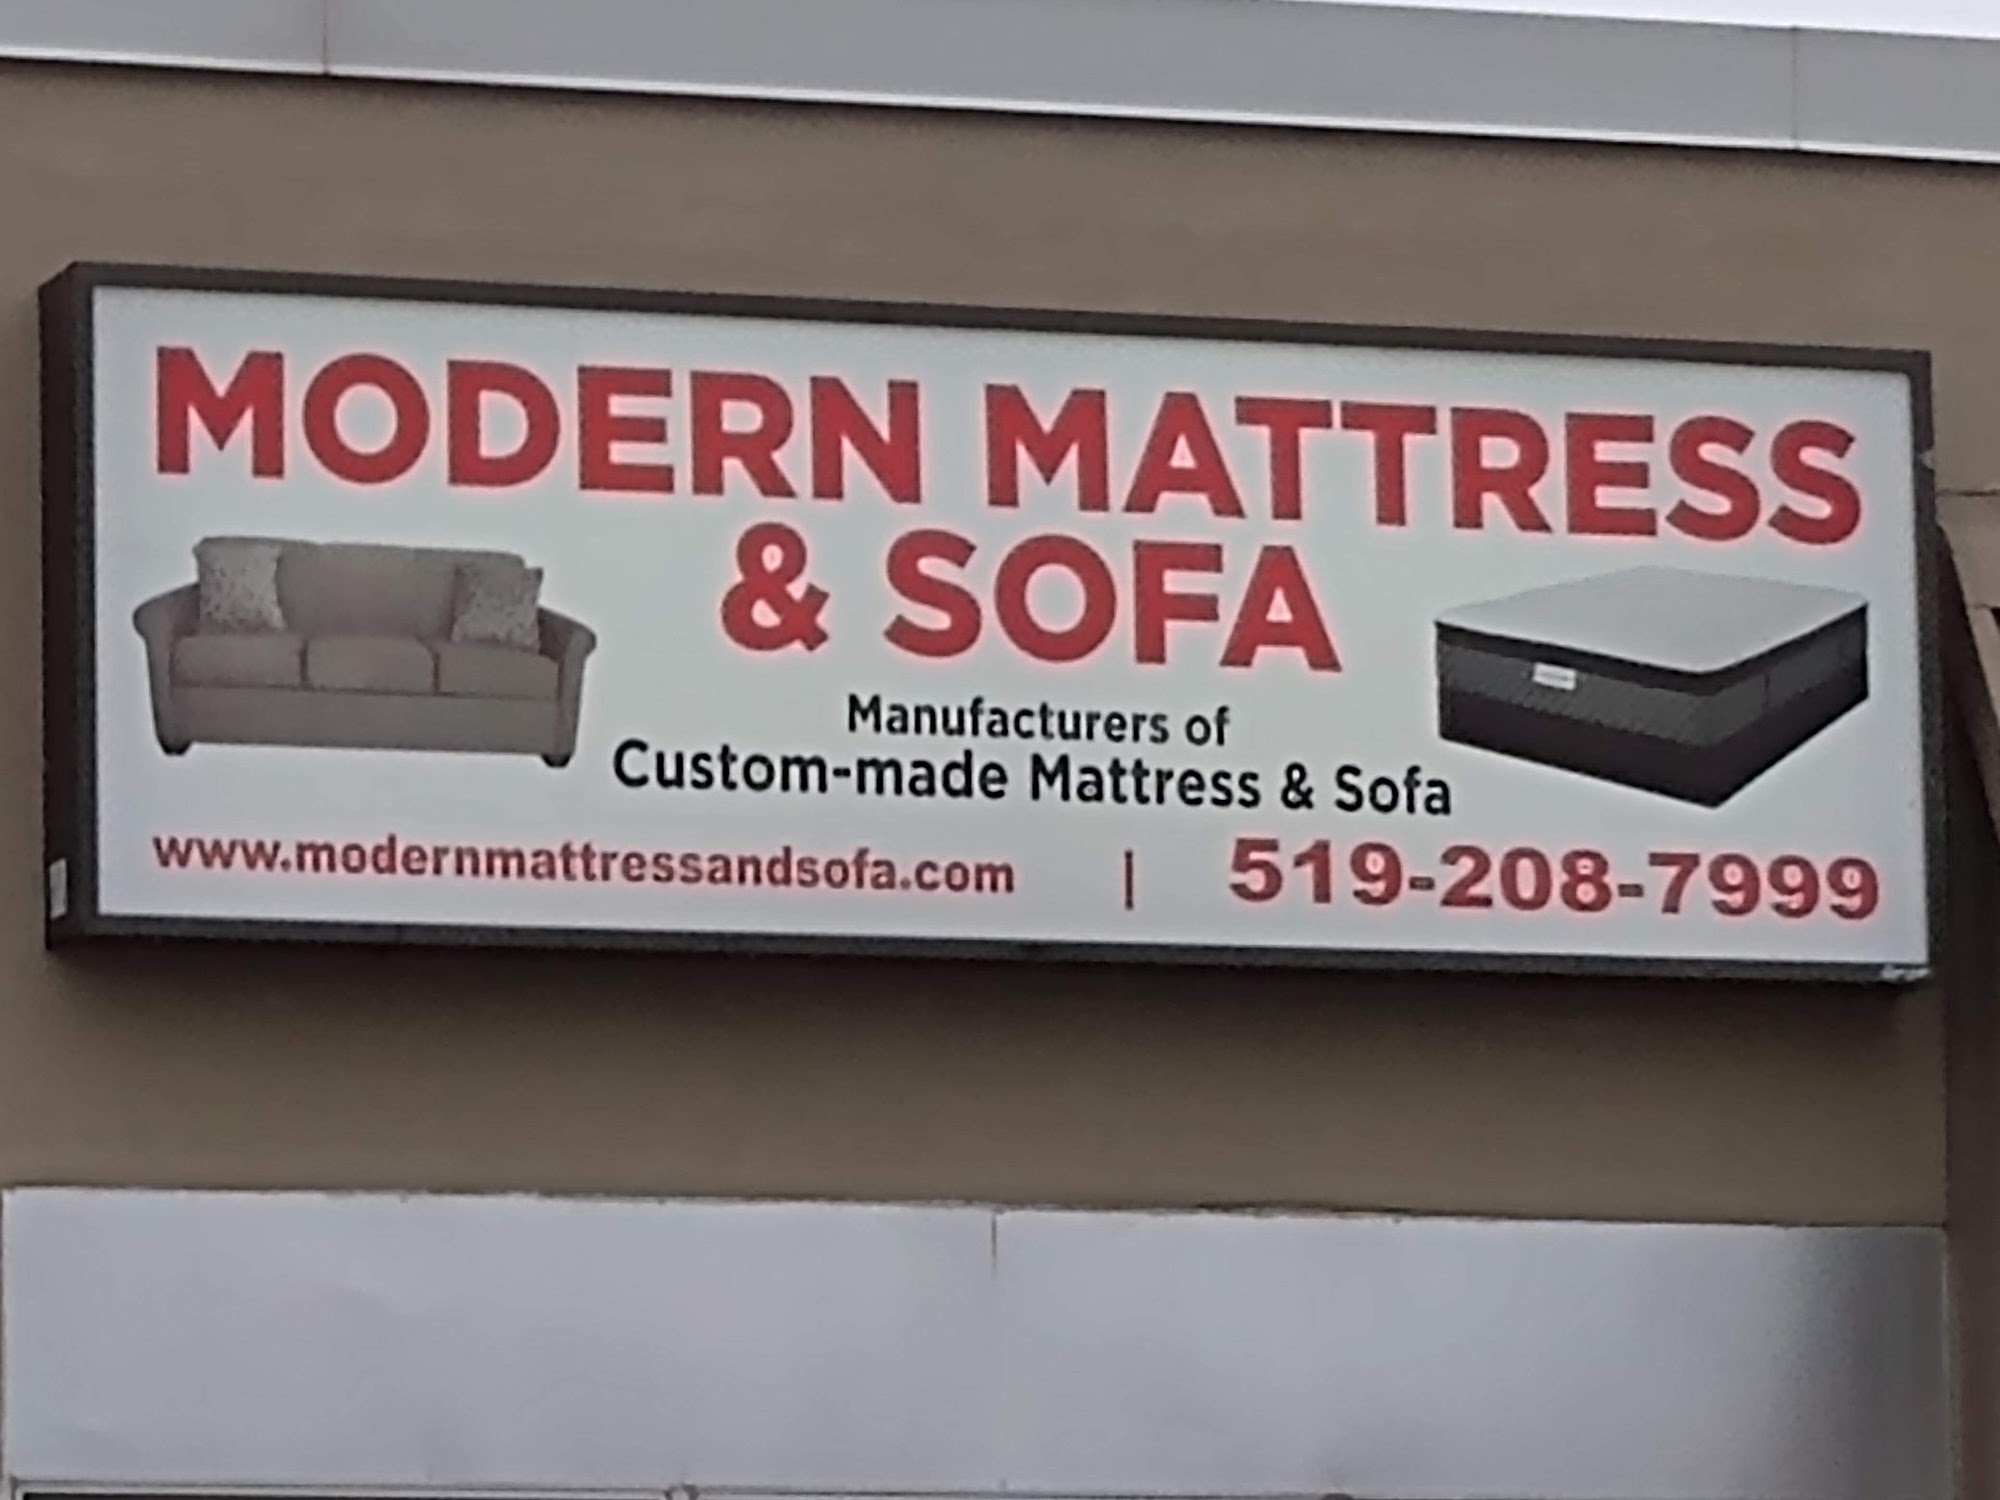 MODERN MATTRESS
& SOFA
Manufacturers of
Custom-made Mattress & Sofa
www.modernmattressandsofa.com | 519-208-7999